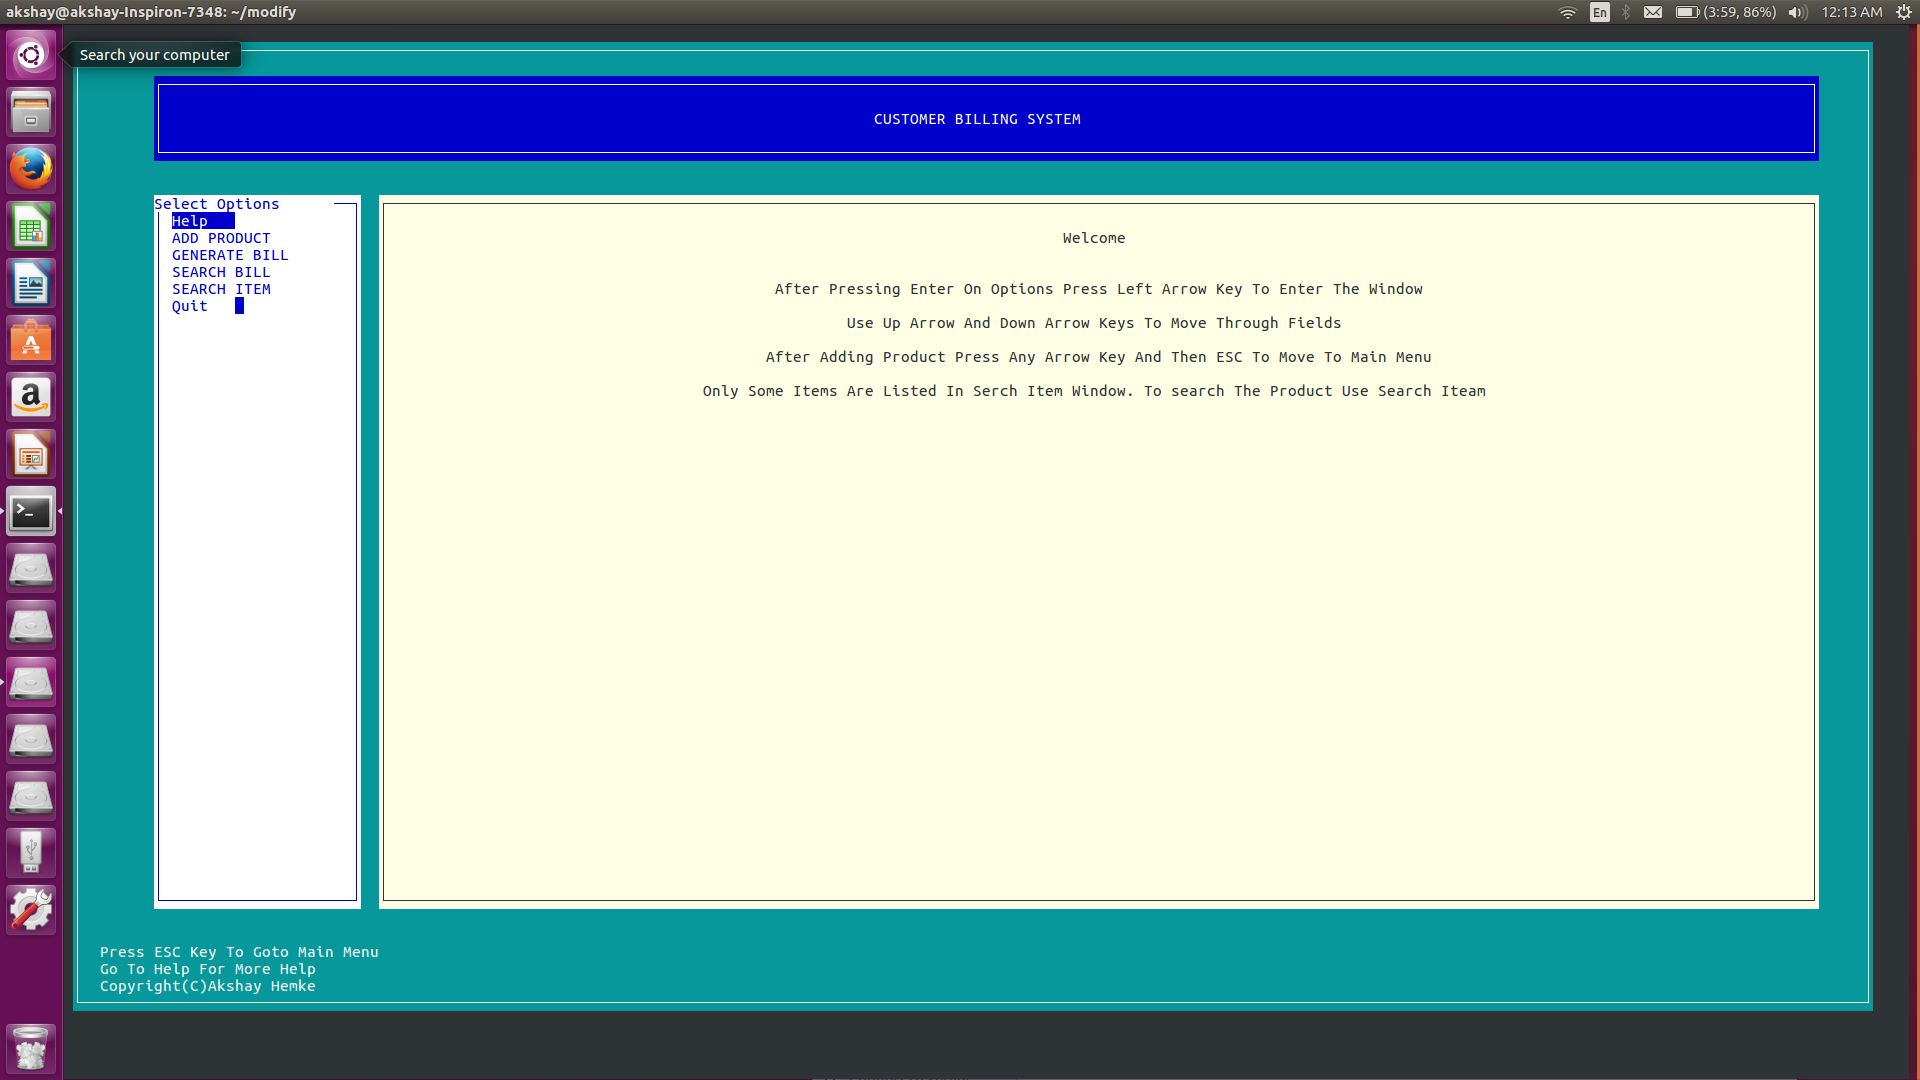 akshay@akshay-Inspiron-7348: ~/modify
En
(3:59, 86%)
12:13 AM
Search your computer
CUSTOMER BILLING SYSTEM
Select Options
Help
ADD PRODUCT
GENERATE BILL
SEARCH BILL
SEARCH ITEM
Quit
Welcome
After Pressing Enter On Options Press Left Arrow Key To Enter The Window
Use Up Arrow And Down Arrow Keys To Move Through Fields
After Adding Product Press Any Arrow Key And Then ESC To Move To Main Menu
Only Some Items Are Listed In Serch Item Window. To search The Product Use Search Iteam
Press ESC Key To Goto Main Menu
Go To Help For More Help
Copyright(C)Akshay Hemke